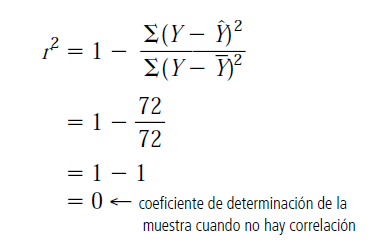 r² = 1 − Σ(Y − Ŷ)² / Σ(Y − Ȳ)²
= 1 − 72 / 72
= 1 − 1
= 0 ← coeficiente de determinación de la
muestra cuando no hay correlación